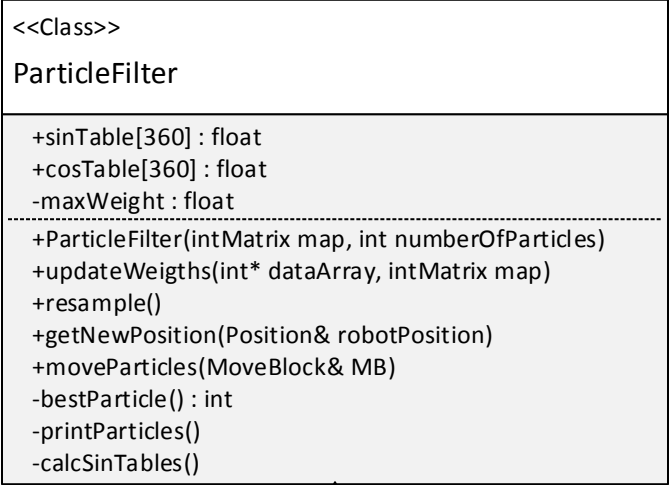 <<Class>>
ParticleFilter
+sinTable[360] : float
+cosTable[360] : float
-maxWeight : float
+ParticleFilter(intMatrix map, int numberOfParticles)
+updateWeigths(int* dataArray, intMatrix map)
+resample()
+getNewPosition(Position& robotPosition)
+moveParticles(MoveBlock& MB)
-bestParticle() : int
-printParticles()
-calcSinTables()